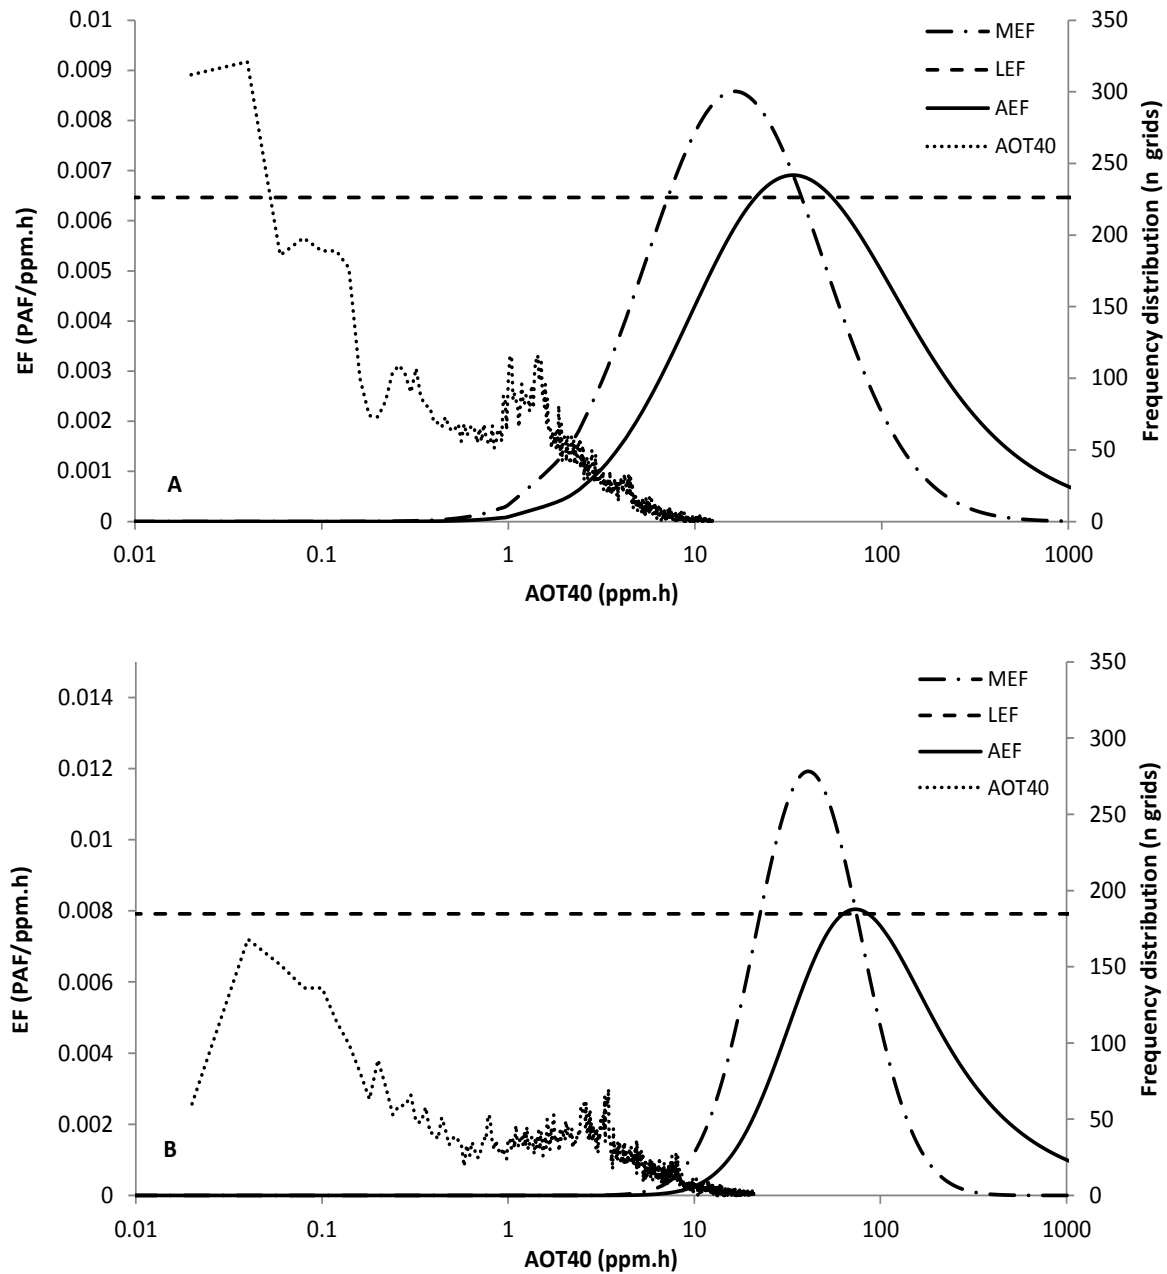 0.01
0.009
0.008
0.007
0.006
0.005
0.004
0.003
0.002
0.001
0
EF (PAF/ppm.h)
350
300
250
200
150
100
50
0
Frequency distribution (n grids)
MEF
LEF
AEF
AOT40
A
0.01 0.1 1 10 100 1000
AOT40 (ppm.h)
0.014
0.012
0.01
0.008
0.006
0.004
0.002
0
EF (PAF/ppm.h)
350
300
250
200
150
100
50
0
Frequency distribution (n grids)
MEF
LEF
AEF
AOT40
B
0.01 0.1 1 10 100 1000
AOT40 (ppm.h)